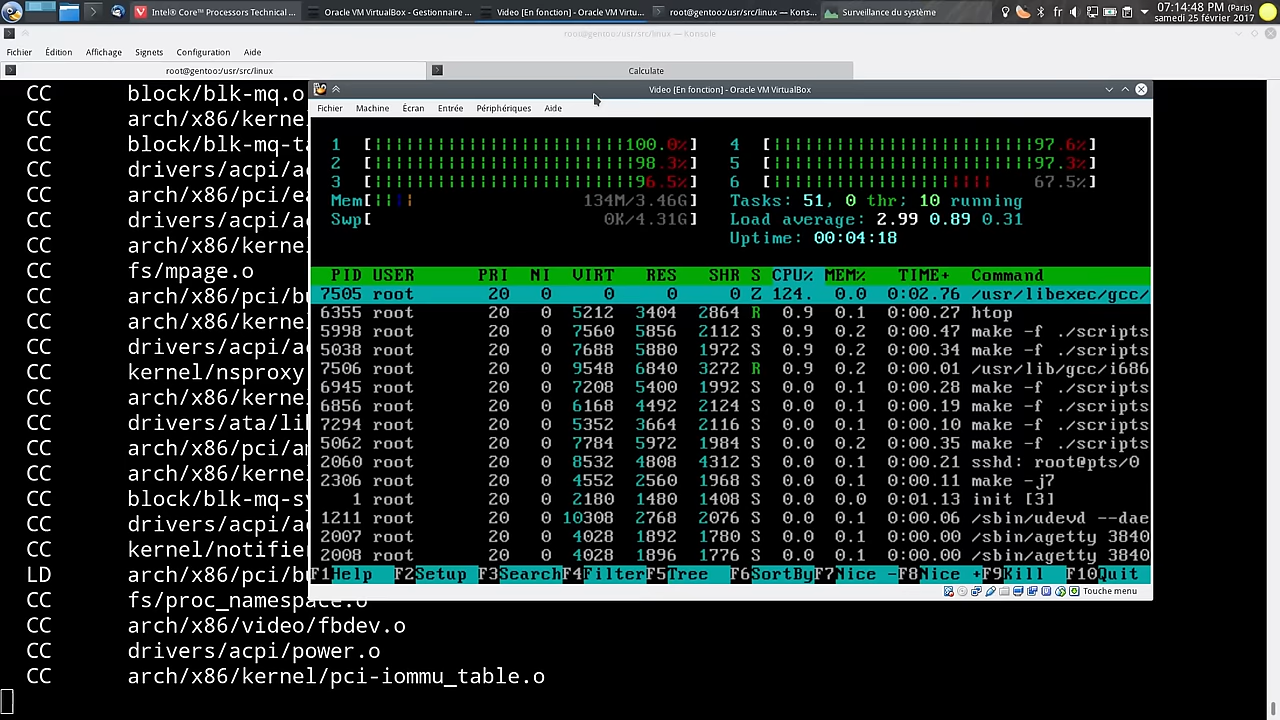 Intel® Core™ Processors Technical ...
Oracle VM VirtualBox - Gestionnaire ...
Video [En fonction] - Oracle VM Virtu...
root@gentoo:/usr/src/linux — Kons...
Surveillance du système
fr
07:14:48 PM (Paris)
samedi 25 février 2017
root@gentoo:/usr/src/linux — Konsole
Fichier Édition Affichage Signets Configuration Aide
root@gentoo:/usr/src/linux
Calculate
CC block/blk-mq.o
CC arch/x86/kerne
CC block/blk-mq-ta
CC drivers/acpi/ac
CC arch/x86/pci/ea
CC drivers/acpi/ac
CC arch/x86/kerne
CC fs/mpage.o
CC arch/x86/pci/bu
CC arch/x86/kerne
CC drivers/acpi/ac
CC kernel/nsproxy
CC arch/x86/kerne
CC drivers/ata/lib
CC arch/x86/pci/am
CC arch/x86/kerne
CC block/blk-mq-sy
CC drivers/acpi/ac
CC kernel/notifie
LD arch/x86/pci/bu
CC fs/proc_namespace.o
CC arch/x86/video/fbdev.o
CC drivers/acpi/power.o
CC arch/x86/kernel/pci-iommu_table.o
Video [En fonction] - Oracle VM VirtualBox
Fichier Machine Écran Entrée Périphériques Aide
1 [||||||||||||||||||||||||100.0%] 4 [|||||||||||||||||||||||||97.6%]
2 [|||||||||||||||||||||||||98.3%] 5 [|||||||||||||||||||||||||97.3%]
3 [|||||||||||||||||||||||||96.5%] 6 [||||||||||||||||||||| 67.5%]
Mem[|||| 134M/3.46G] Tasks: 51, 0 thr; 10 running
Swp[ 0K/4.31G] Load average: 2.99 0.89 0.31
Uptime: 00:04:18
PID USER PRI NI VIRT RES SHR S CPU% MEM% TIME+ Command
7505 root 20 0 0 0 0 Z 124. 0.0 0:02.76 /usr/libexec/gcc/
6355 root 20 0 5212 3404 2864 R 0.9 0.1 0:00.27 htop
5998 root 20 0 7560 5856 2112 S 0.9 0.2 0:00.47 make -f ./scripts
5038 root 20 0 7688 5880 1972 S 0.9 0.2 0:00.34 make -f ./scripts
7506 root 20 0 9548 6840 3272 R 0.9 0.2 0:00.01 /usr/lib/gcc/i686
6945 root 20 0 7208 5400 1992 S 0.0 0.1 0:00.28 make -f ./scripts
6856 root 20 0 6168 4492 2124 S 0.0 0.1 0:00.19 make -f ./scripts
7294 root 20 0 5352 3664 2116 S 0.0 0.1 0:00.10 make -f ./scripts
5062 root 20 0 7784 5972 1984 S 0.0 0.2 0:00.35 make -f ./scripts
2060 root 20 0 8532 4808 4312 S 0.0 0.1 0:00.21 sshd: root@pts/0
2306 root 20 0 4552 2560 1968 S 0.0 0.1 0:00.11 make -j7
1 root 20 0 2180 1480 1408 S 0.0 0.0 0:01.13 init [3]
1211 root 20 0 10308 2768 2076 S 0.0 0.1 0:00.06 /sbin/udevd --dae
2007 root 20 0 4028 1892 1780 S 0.0 0.1 0:00.00 /sbin/agetty 3840
2008 root 20 0 4028 1896 1776 S 0.0 0.1 0:00.00 /sbin/agetty 3840
F1Help F2Setup F3SearchF4FilterF5Tree F6SortByF7Nice -F8Nice +F9Kill F10Quit
Touche menu